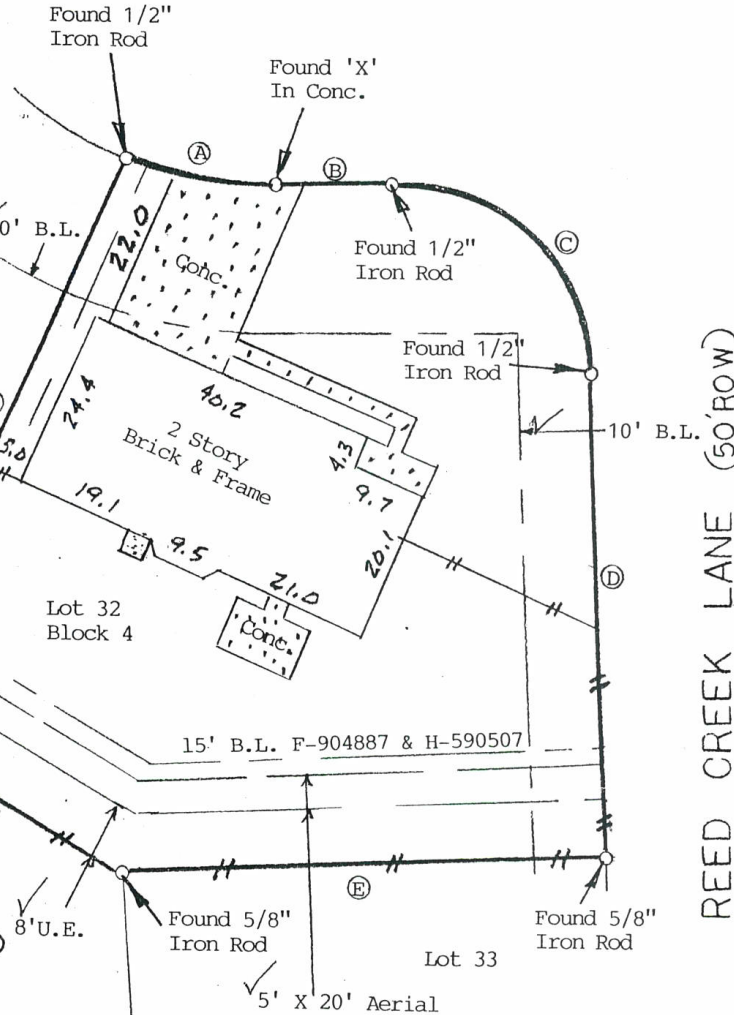 Found 1/2"
Iron Rod
Found 'X'
In Conc.
A
B
C
0' B.L.
22.0
Conc.
Found 1/2"
Iron Rod
Found 1/2"
Iron Rod
10' B.L.
REED CREEK LANE (50'ROW)
24.4
40.2
2 Story
Brick & Frame
4.3
9.7
5.0
19.1
9.5
21.0
20.1
D
Conc.
Lot 32
Block 4
15' B.L. F-904887 & H-590507
E
8'U.E.
Found 5/8"
Iron Rod
Found 5/8"
Iron Rod
Lot 33
5' X 20' Aerial